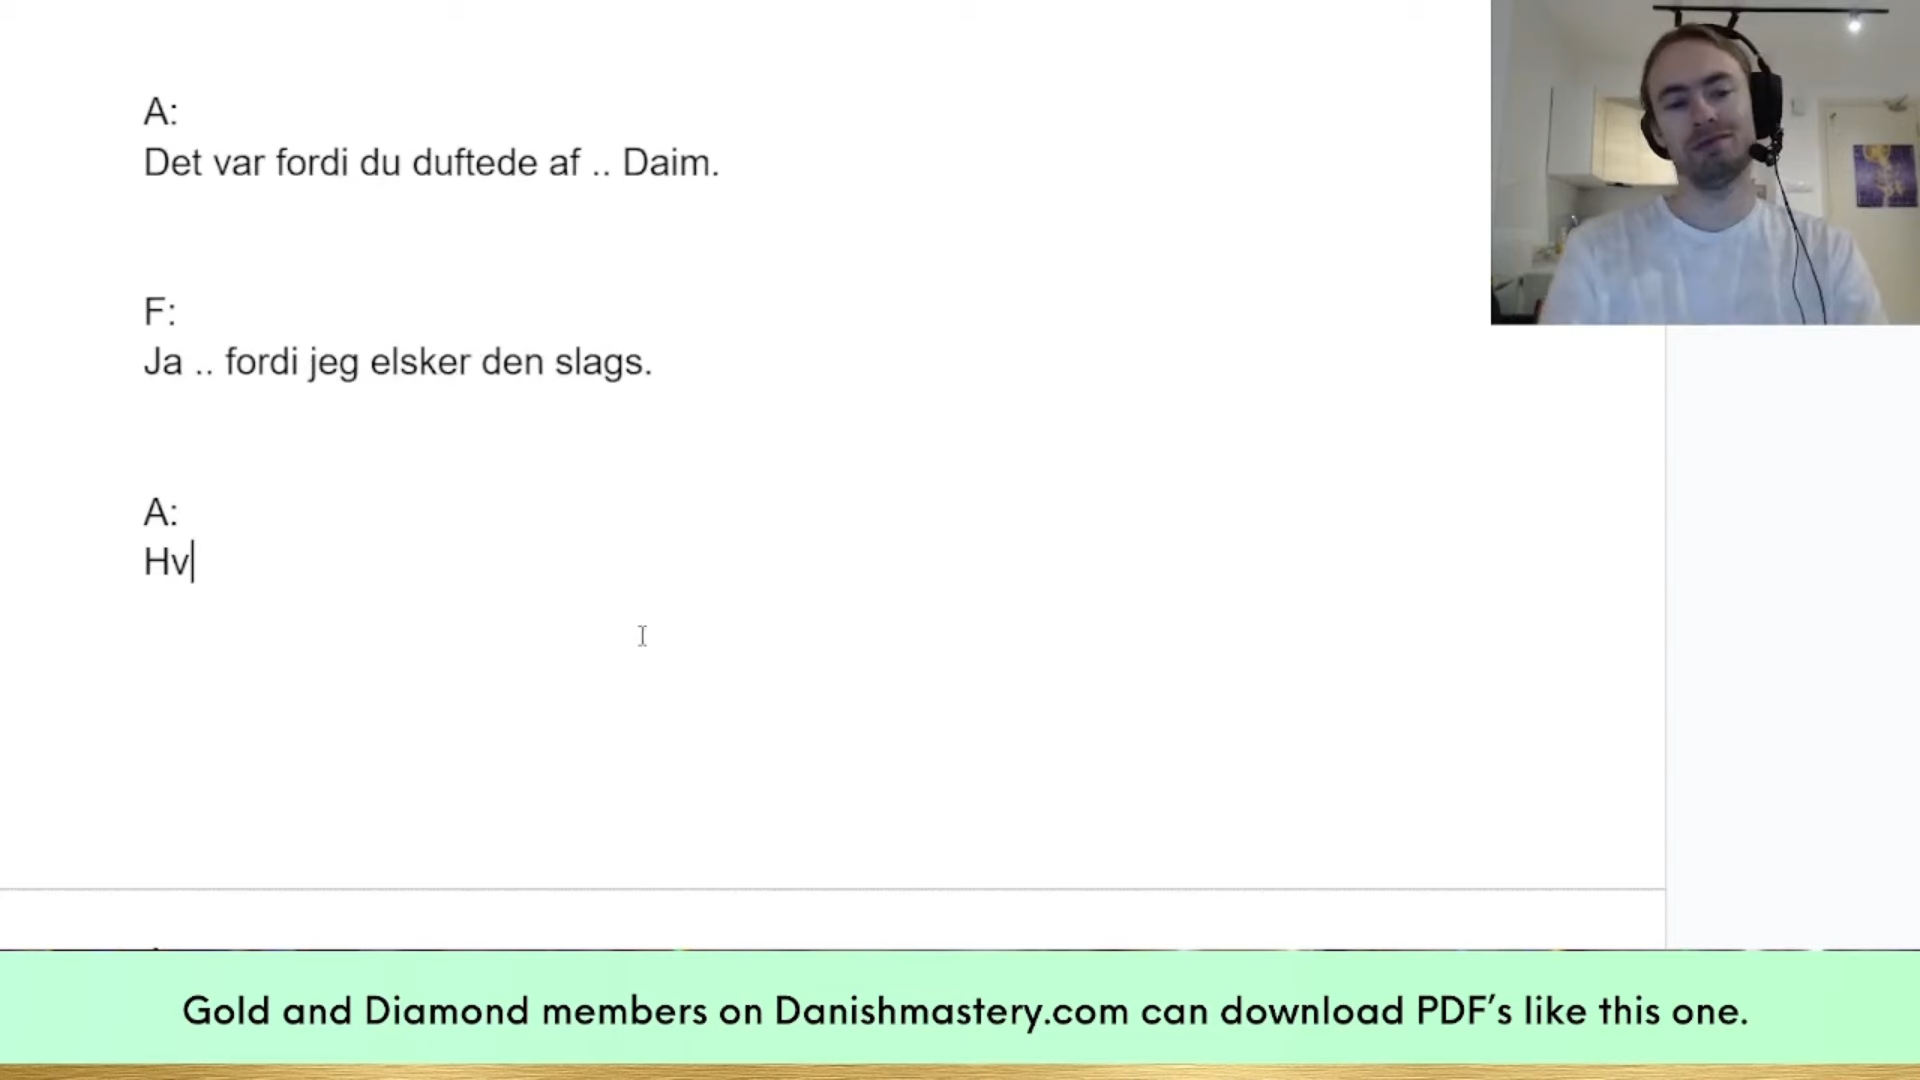 A:
Det var fordi du duftede af .. Daim.
F:
Ja .. fordi jeg elsker den slags.
A:
Hv
Gold and Diamond members on Danishmastery.com can download PDF’s like this one.